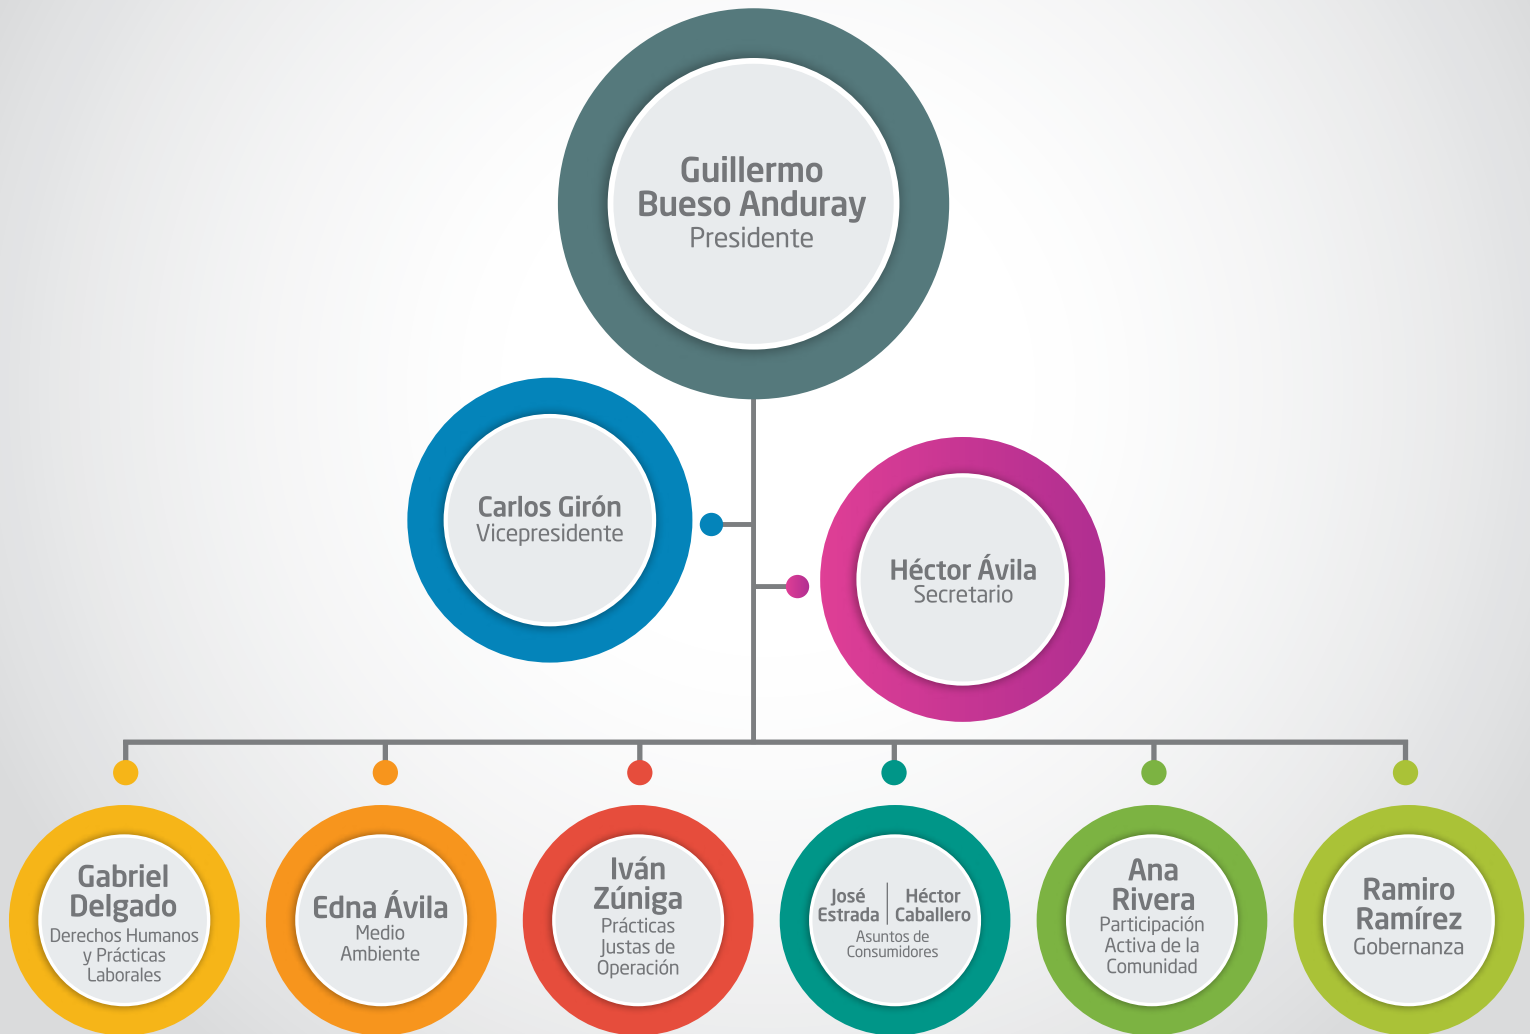 Guillermo
Bueso Anduray
Presidente
Carlos Girón
Vicepresidente
Héctor Ávila
Secretario
Gabriel
Delgado
Derechos Humanos
y Prácticas
Laborales
Edna Ávila
Medio
Ambiente
Iván
Zúniga
Prácticas
Justas de
Operación
José
Estrada
Héctor
Caballero
Asuntos de
Consumidores
Ana
Rivera
Participación
Activa de la
Comunidad
Ramiro
Ramírez
Gobernanza